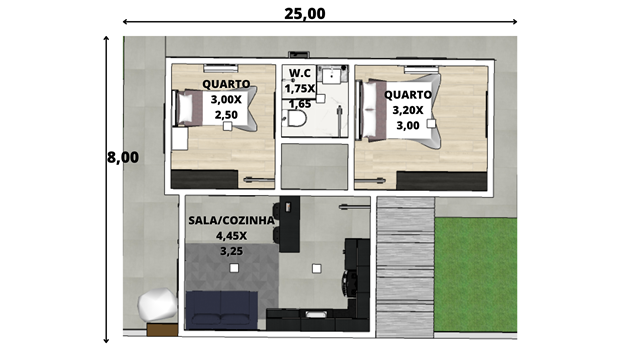 25,00
8,00
QUARTO
3,00X
2,50
W.C
1,75X
1,65
QUARTO
3,20X
3,00
SALA/COZINHA
4,45X
3,25